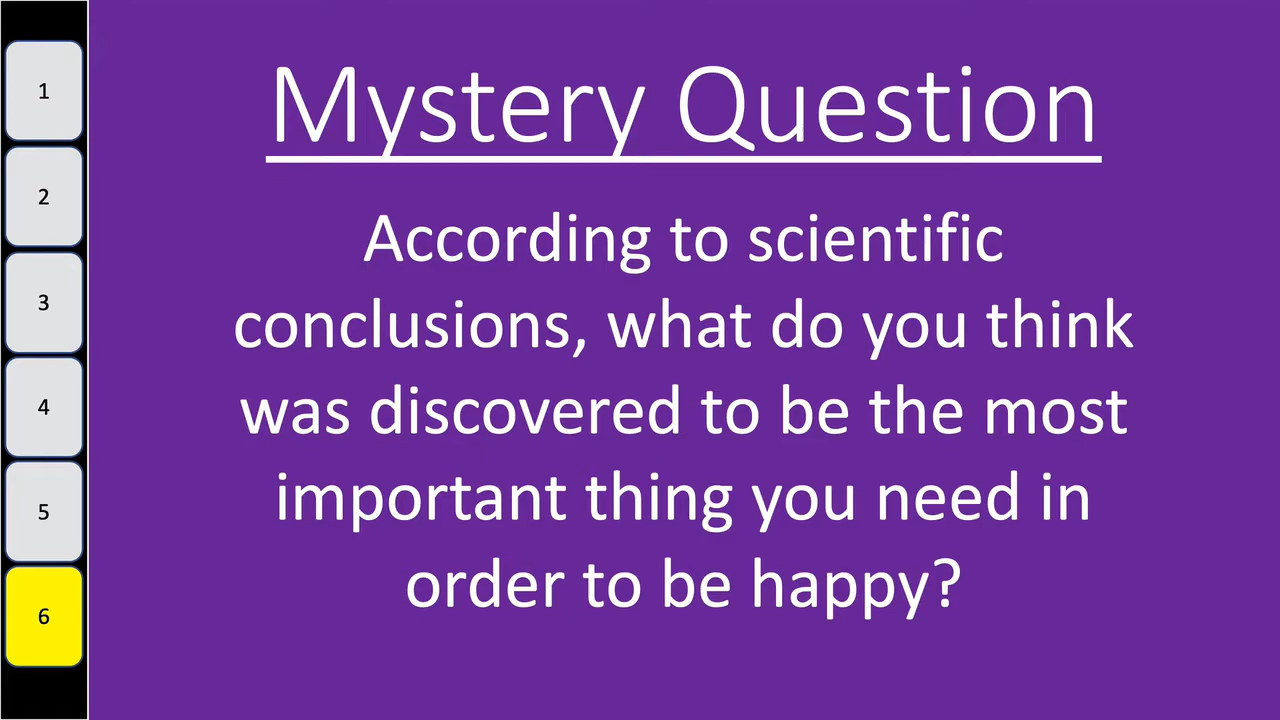 1
2
3
4
5
6
Mystery Question
According to scientific
conclusions, what do you think
was discovered to be the most
important thing you need in
order to be happy?